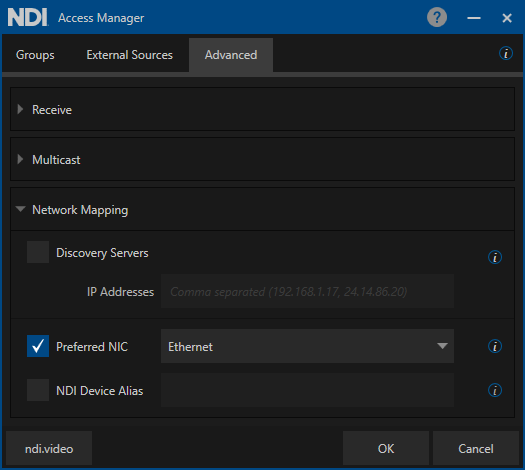 NDI Access Manager ?
Groups External Sources Advanced i
Receive
Multicast
Network Mapping
Discovery Servers i
IP Addresses Comma separated (192.168.1.17, 24.14.86.20)
Preferred NIC Ethernet i
NDI Device Alias i
ndi.video OK Cancel